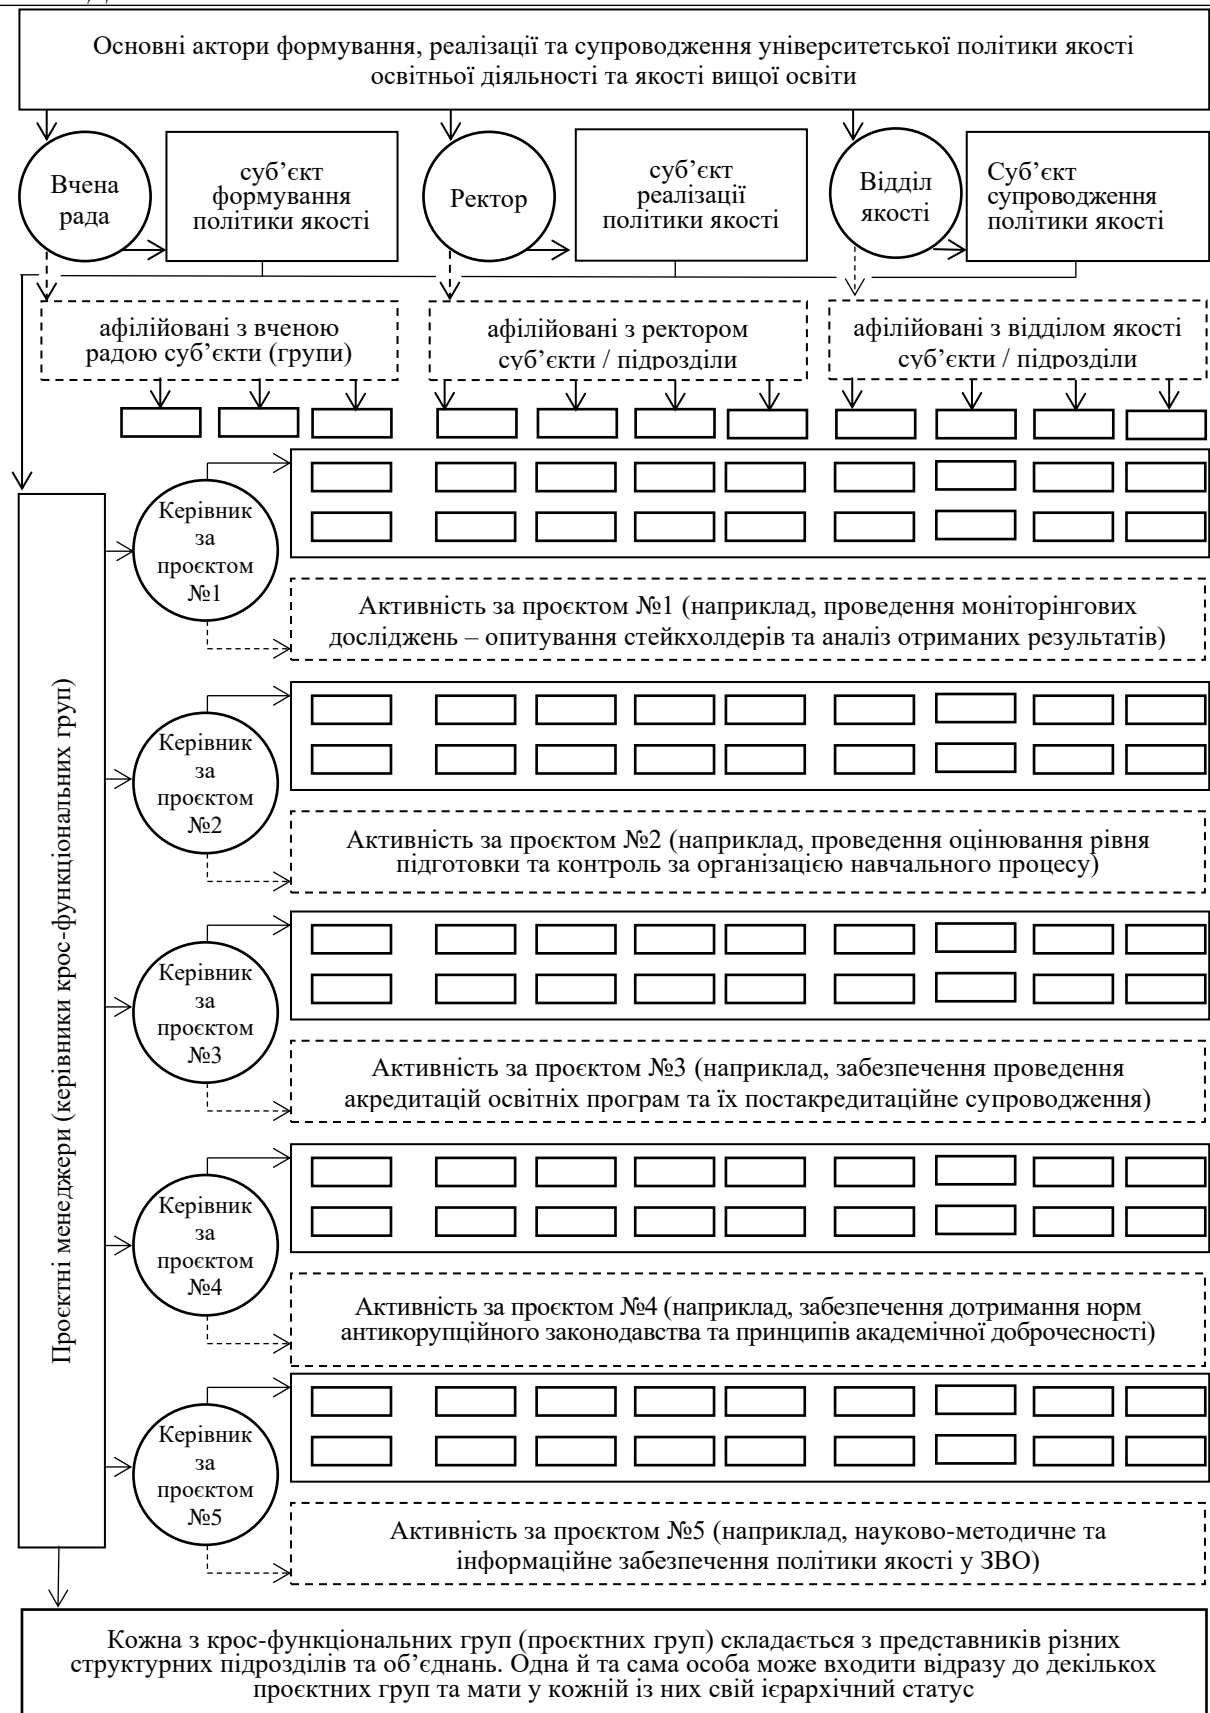 Основні актори формування, реалізації та супроводження університетської політики якості
освітньої діяльності та якості вищої освіти
Вчена
рада
суб’єкт
формування
політики якості
Ректор
суб’єкт
реалізації
політики якості
Відділ
якості
Суб’єкт
супроводження
політики якості
афілійовані з вченою
радою суб’єкти (групи)
афілійовані з ректором
суб’єкти / підрозділи
афілійовані з відділом якості
суб’єкти / підрозділи
Проєктні менеджери (керівники крос-функціональних груп)
Керівник
за
проєктом
№1
Активність за проєктом №1 (наприклад, проведення моніторінгових
досліджень – опитування стейкхолдерів та аналіз отриманих результатів)
Керівник
за
проєктом
№2
Активність за проєктом №2 (наприклад, проведення оцінювання рівня
підготовки та контроль за організацією навчального процесу)
Керівник
за
проєктом
№3
Активність за проєктом №3 (наприклад, забезпечення проведення
акредитацій освітніх програм та їх постакредитаційне супроводження)
Керівник
за
проєктом
№4
Активність за проєктом №4 (наприклад, забезпечення дотримання норм
антикорупційного законодавства та принципів академічної доброчесності)
Керівник
за
проєктом
№5
Активність за проєктом №5 (наприклад, науково-методичне та
інформаційне забезпечення політики якості у ЗВО)
Кожна з крос-функціональних груп (проєктних груп) складається з представників різних
структурних підрозділів та об’єднань. Одна й та сама особа може входити відразу до декількох
проєктних груп та мати у кожній із них свій ієрархічний статус